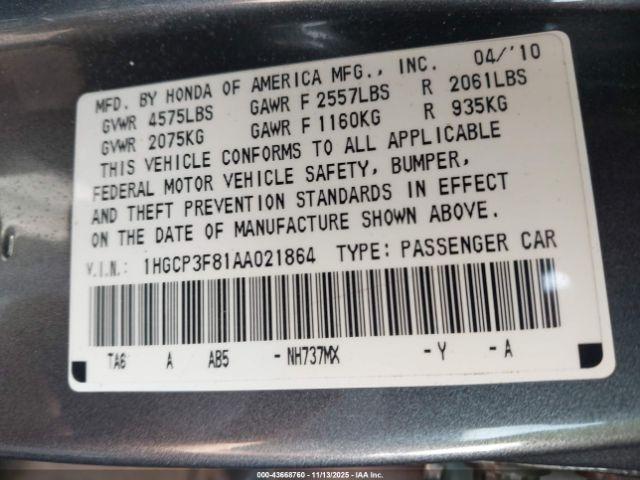 MFD. BY HONDA OF AMERICA MFG., INC. 04/'10
GVWR 4575LBS GAWR F 2557LBS R 2061LBS
GVWR 2075KG GAWR F 1160KG R 935KG
THIS VEHICLE CONFORMS TO ALL APPLICABLE
FEDERAL MOTOR VEHICLE SAFETY, BUMPER,
AND THEFT PREVENTION STANDARDS IN EFFECT
ON THE DATE OF MANUFACTURE SHOWN ABOVE.
V.I.N.: 1HGCP3F81AA021864 TYPE: PASSENGER CAR
TA6 A AB5 -NH737MX -Y -A
00-43668760 - 11/13/2025 - IAA Inc.